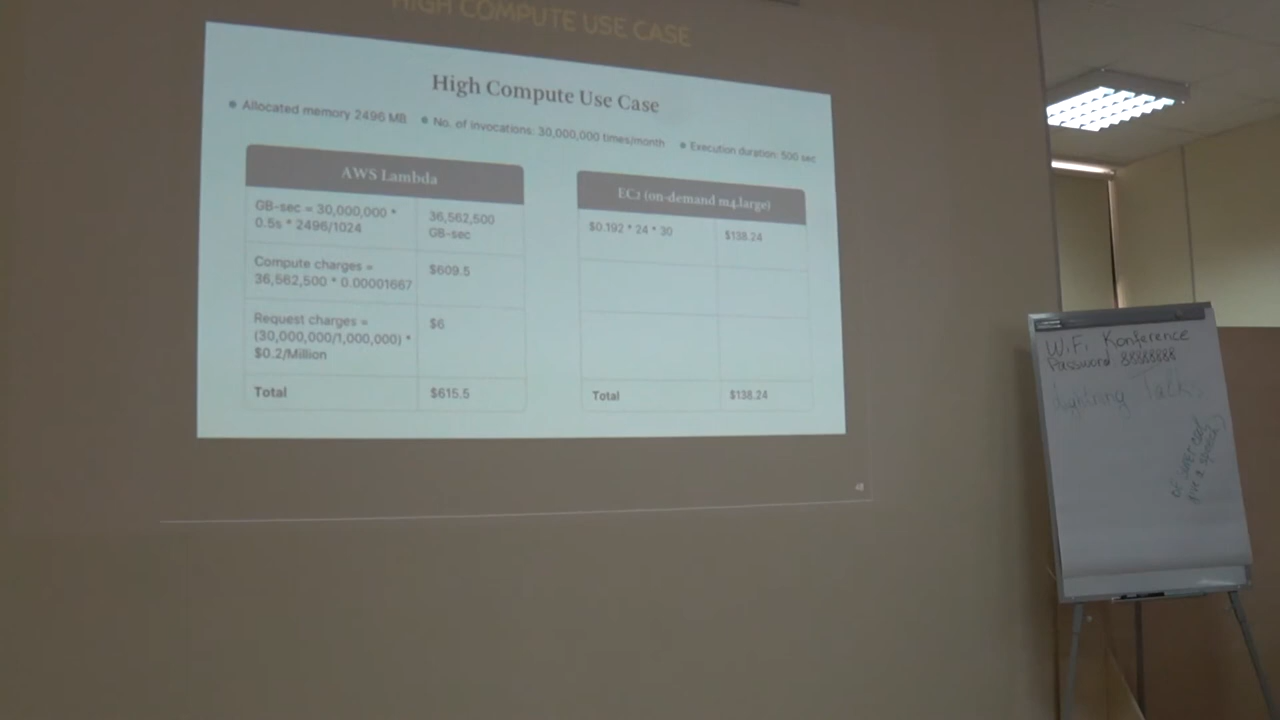 HIGH COMPUTE USE CASE
High Compute Use Case
Allocated memory 2496 MB
No. of invocations: 30,000,000 times/month
Execution duration: 500 sec
AWS Lambda
GB-sec = 30,000,000 *
0.5s * 2496/1024
36,562,500
GB-sec
Compute charges =
36,562,500 * 0.00001667
$609.5
Request charges =
(30,000,000/1,000,000) *
$0.2/Million
$6
Total
$615.5
EC2 (on-demand m4.large)
$0.192 * 24 * 30
$138.24
Total
$138.24
48
WiFi Konference
Password 88888888
Lightning Talk
give a speech)